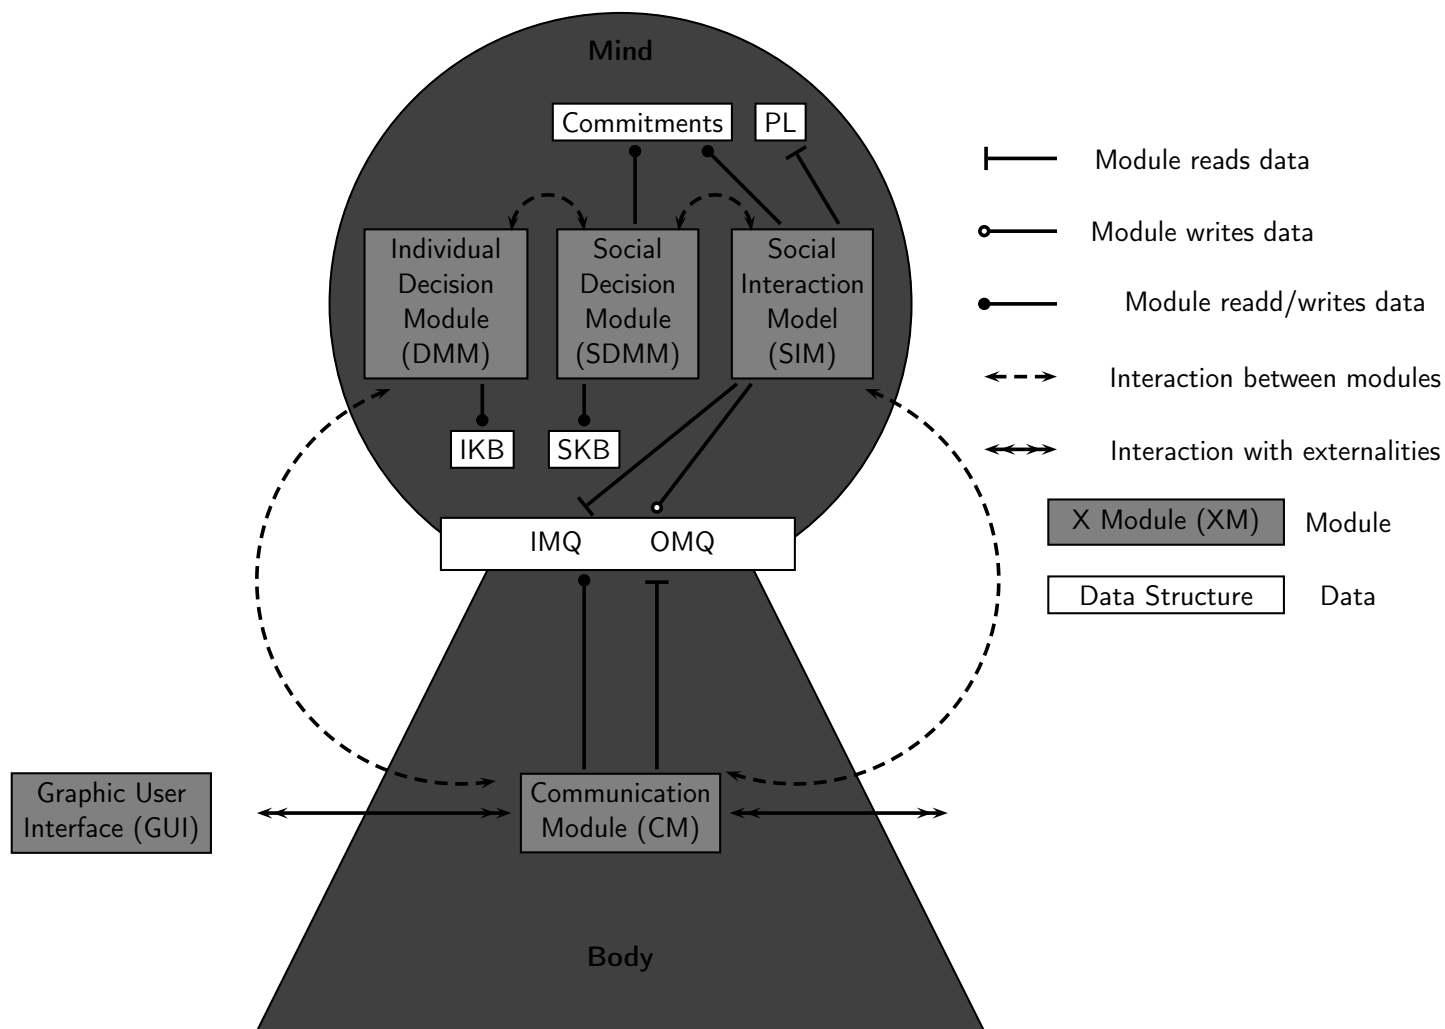 Mind
Commitments
PL
Individual
Decision
Module
(DMM)
Social
Decision
Module
(SDMM)
Social
Interaction
Model
(SIM)
IKB
SKB
IMQ
OMQ
Graphic User
Interface (GUI)
Communication
Module (CM)
Body
Module reads data
Module writes data
Module readd/writes data
Interaction between modules
Interaction with externalities
X Module (XM)
Module
Data Structure
Data